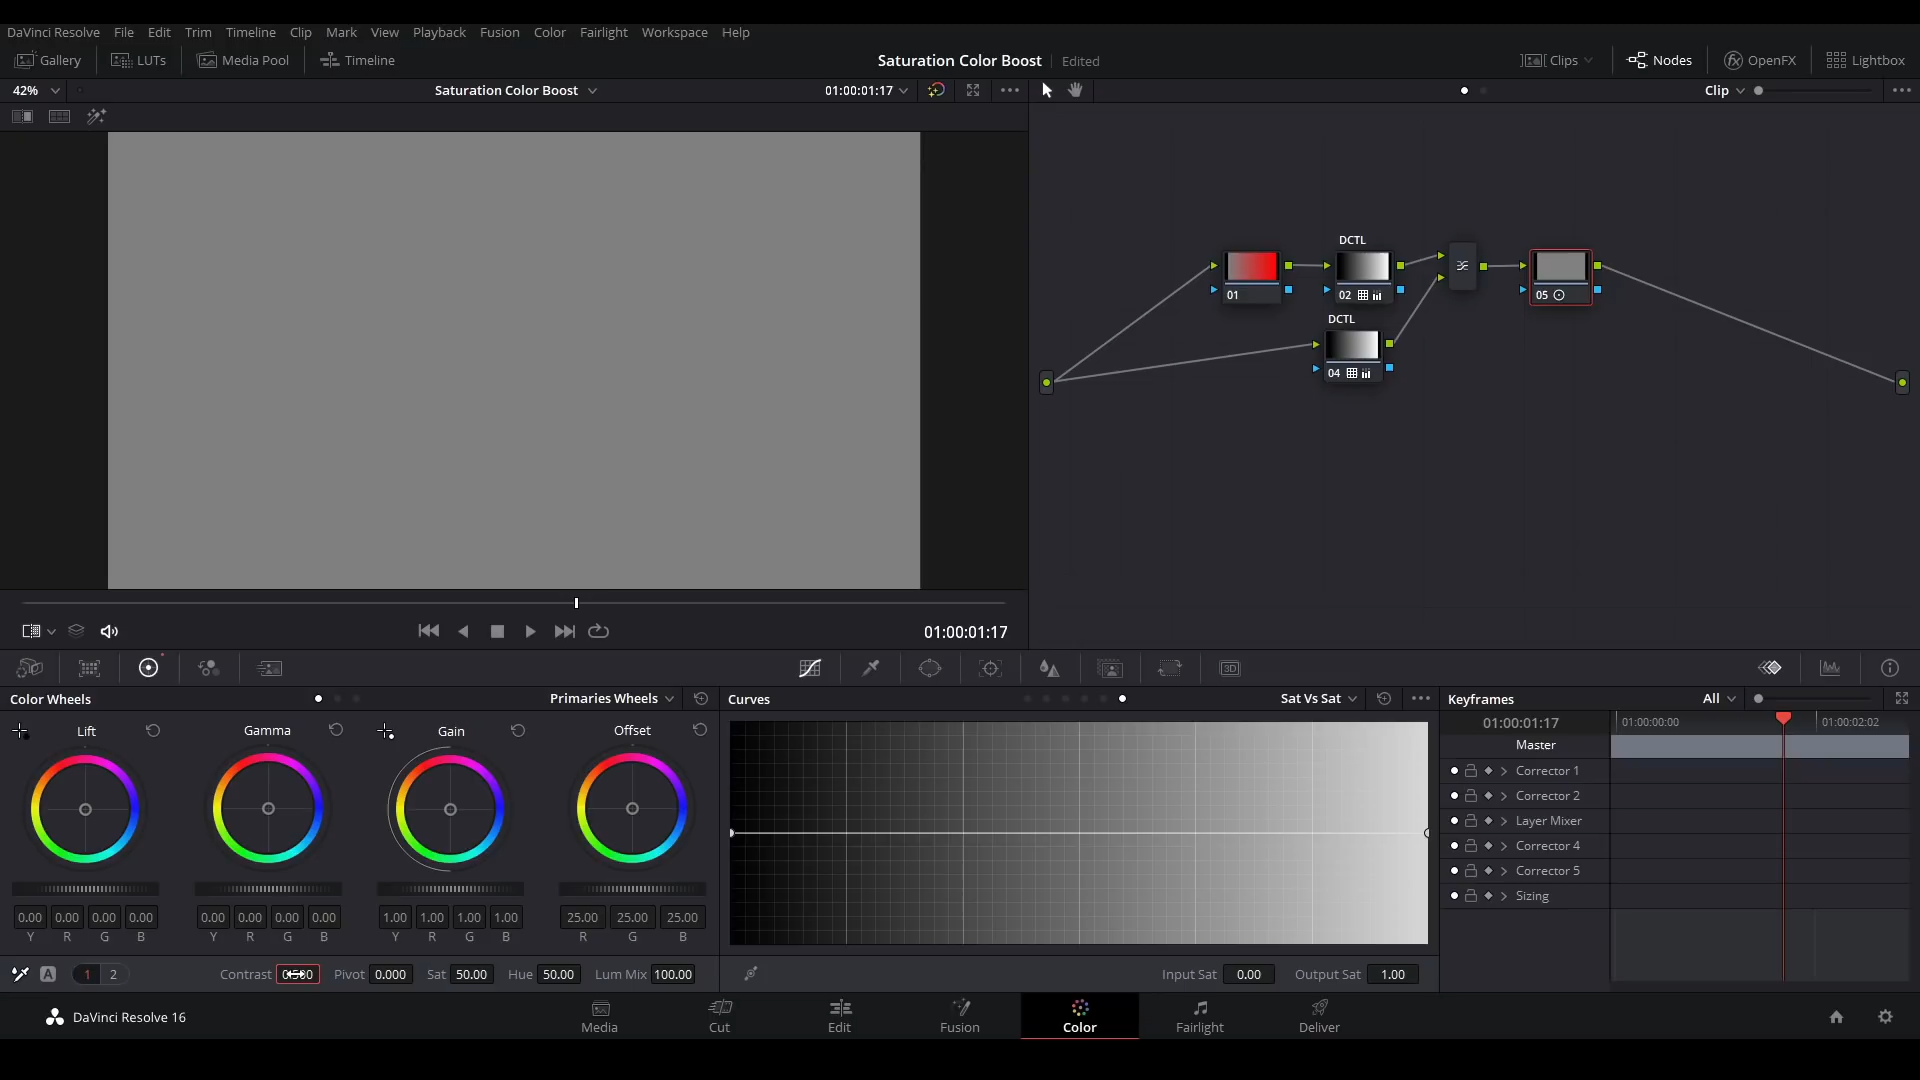 DaVinci Resolve File Edit Trim Timeline Clip Mark View Playback Fusion Color Fairlight Workspace Help
Gallery LUTs Media Pool Timeline Saturation Color Boost Edited Clips Nodes OpenFX Lightbox
42% Saturation Color Boost 01:00:01:17 Clip
DCTL
01 02 05
DCTL
04
01:00:01:17
Color Wheels Primaries Wheels Curves Sat Vs Sat Keyframes All
01:00:01:17 01:00:00:00 01:00:02:02
Lift Gamma Gain Offset
Master
Corrector 1
Corrector 2
Layer Mixer
Corrector 4
Corrector 5
Sizing
0.00 0.00 0.00 0.00 0.00 0.00 0.00 0.00 1.00 1.00 1.00 1.00 25.00 25.00 25.00
Y R G B Y R G B Y R G B R G B
A 1 2 Contrast Pivot 0.000 Sat 50.00 Hue 50.00 Lum Mix 100.00 Input Sat 0.00 Output Sat 1.00
DaVinci Resolve 16 Media Cut Edit Fusion Color Fairlight Deliver